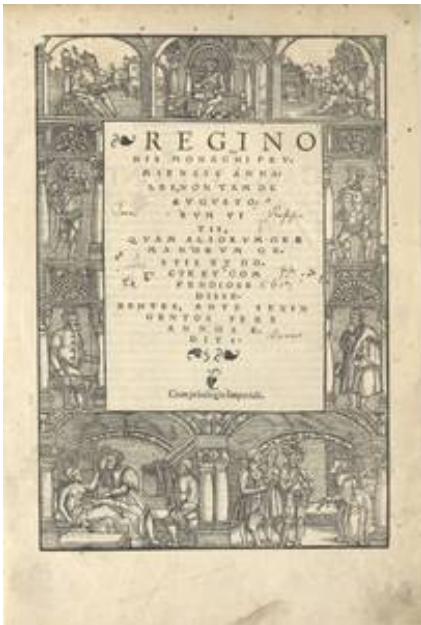 REGINO
NIS MONACHI PRV-
MIENSIS ANNA-
LES, NON TAM DE
AVGVSTO-
RVM VI
TIS,
QVAM ALIORVM GER
MANORVM GE-
STIS ET DO-
CTE ET COM
PENDIOSE
DISSE-
RENTES, ANTE SEXIN
GENTOS FERE
ANNOS E-
DITI.
Cum priuilegio Imperiali.